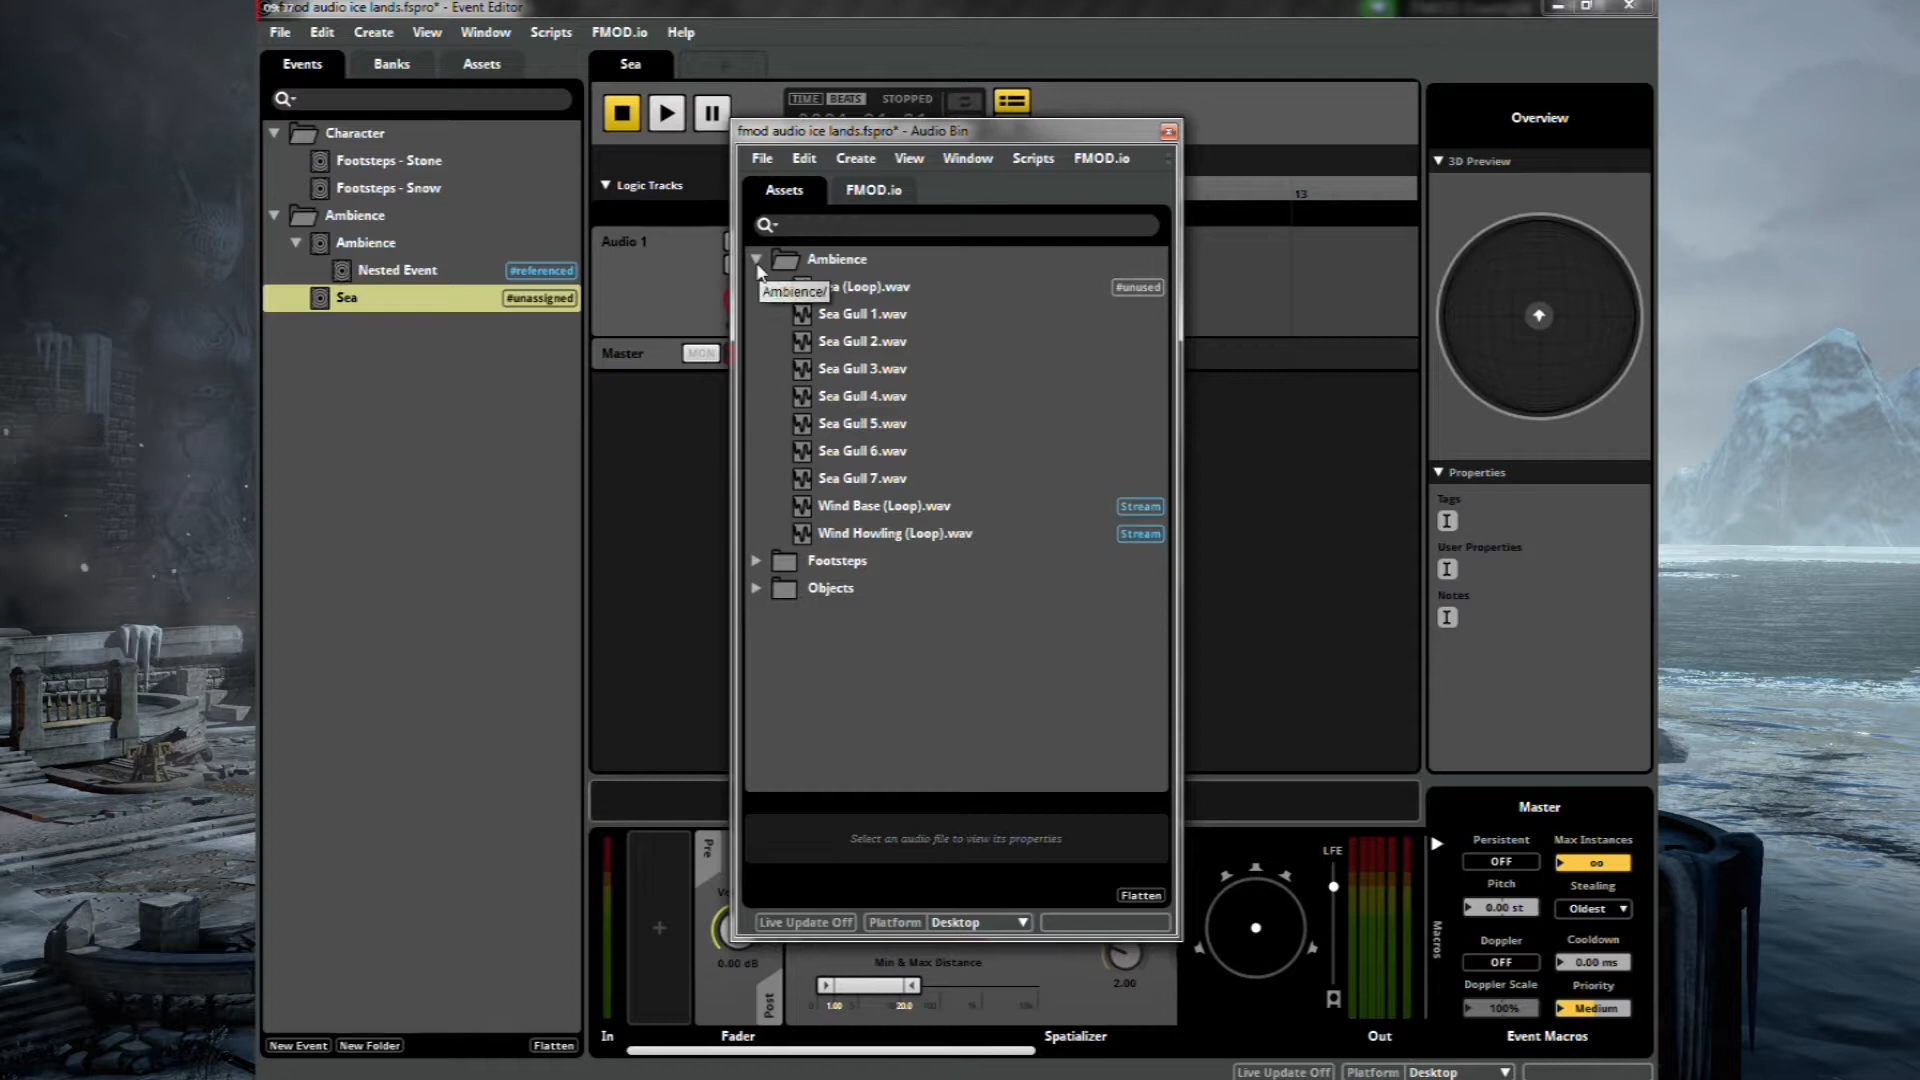 fmod audio ice lands.fspro* - Event Editor
File Edit Create View Window Scripts FMOD.io Help
Events Banks Assets
Sea
TIME BEATS STOPPED
Character
Footsteps - Stone
Footsteps - Snow
Ambience
Ambience
Nested Event #referenced
Sea #unassigned
New Event New Folder Flatten
Logic Tracks
13
Audio 1
Master MON
fmod audio ice lands.fspro* - Audio Bin
File Edit Create View Window Scripts FMOD.io
Assets FMOD.io
Ambience
Ambience/
(Loop).wav #unused
Sea Gull 1.wav
Sea Gull 2.wav
Sea Gull 3.wav
Sea Gull 4.wav
Sea Gull 5.wav
Sea Gull 6.wav
Sea Gull 7.wav
Wind Base (Loop).wav Stream
Wind Howling (Loop).wav Stream
Footsteps
Objects
Select an audio file to view its properties
Flatten
Live Update Off Platform Desktop
Overview
3D Preview
Properties
Tags
User Properties
Notes
Pre
0.00 dB
Post
Min & Max Distance
1.00 20.0
2.00
LFE
In Fader Spatializer Out
Macros
Master
Persistent Max Instances
OFF ∞
Pitch Stealing
0.00 st Oldest
Doppler Cooldown
OFF 0.00 ms
Doppler Scale Priority
100% Medium
Event Macros
Live Update Off Platform Desktop